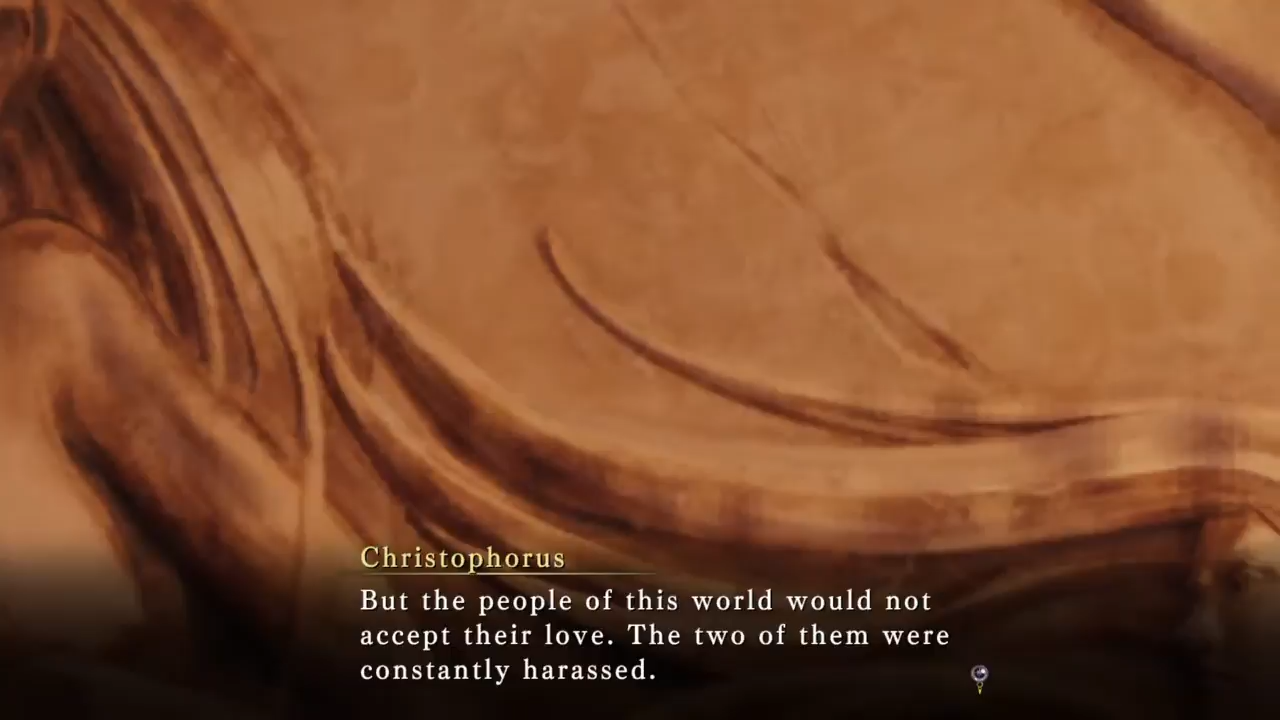 Christophorus
But the people of this world would not
accept their love. The two of them were
constantly harassed.